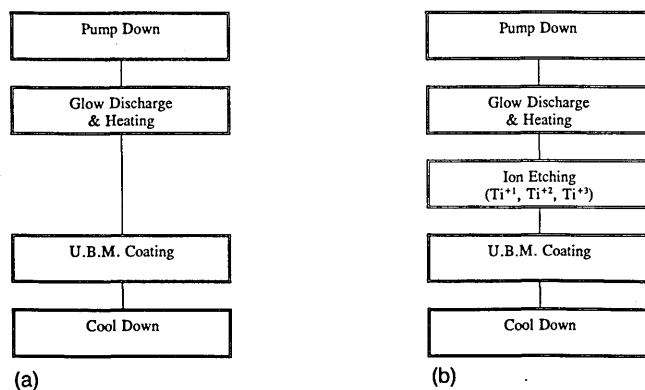 Pump Down
Glow Discharge
& Heating
U.B.M. Coating
Cool Down
(a)
Pump Down
Glow Discharge
& Heating
Ion Etching
(Ti⁺¹, Ti⁺², Ti⁺³)
U.B.M. Coating
Cool Down
(b)